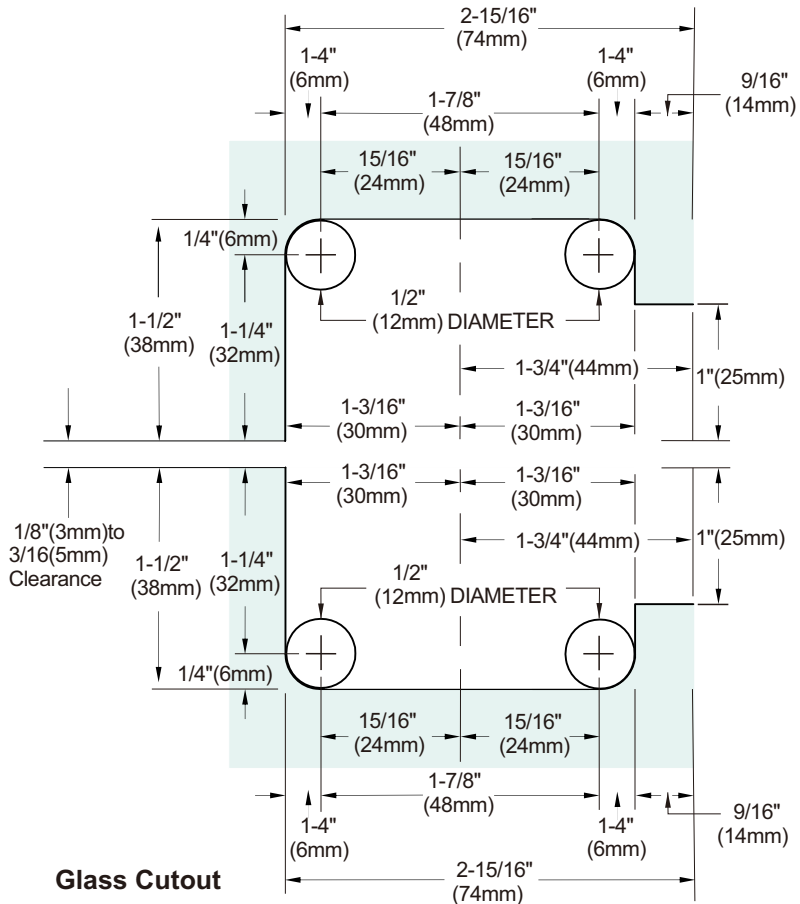 2-15/16"
(74mm)
1-4"
(6mm)
1-4"
(6mm)
9/16"
(14mm)
1-7/8"
(48mm)
15/16"
(24mm)
15/16"
(24mm)
1/4"(6mm)
1-1/2"
(38mm)
1-1/4"
(32mm)
1/2"
(12mm) DIAMETER
1-3/4"(44mm)
1"(25mm)
1-3/16"
(30mm)
1-3/16"
(30mm)
1-3/16"
(30mm)
1-3/16"
(30mm)
1/8"(3mm)to
3/16(5mm)
Clearance
1-1/2"
(38mm)
1-1/4"
(32mm)
1-3/4"(44mm)
1"(25mm)
1/2"
(12mm) DIAMETER
1/4"(6mm)
15/16"
(24mm)
15/16"
(24mm)
1-7/8"
(48mm)
1-4"
(6mm)
1-4"
(6mm)
9/16"
(14mm)
2-15/16"
(74mm)
Glass Cutout